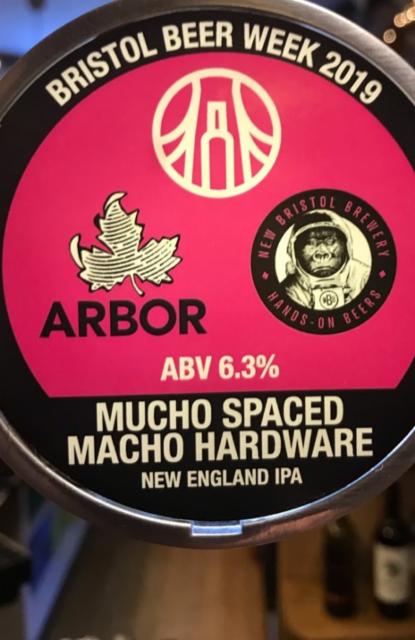 BRISTOL BEER WEEK 2019
ARBOR
NEW BRISTOL BREWERY
NBB
HANDS-ON BEERS
ABV 6.3%
MUCHO SPACED
MACHO HARDWARE
NEW ENGLAND IPA